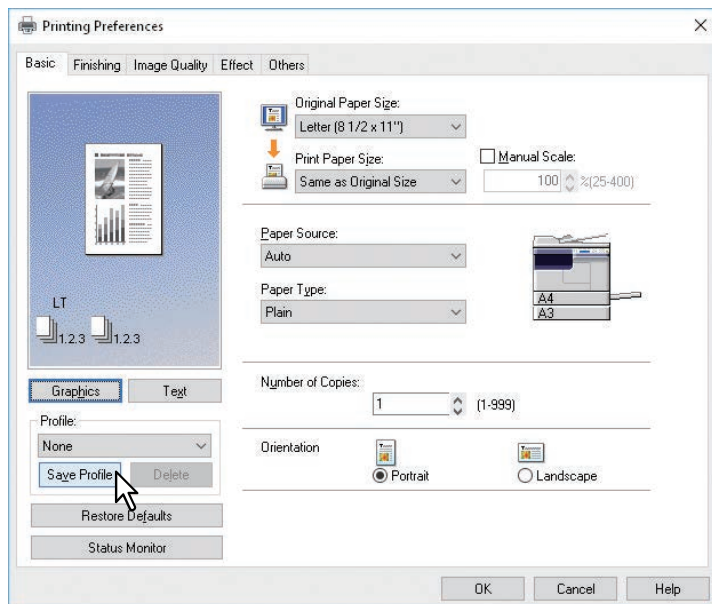 Printing Preferences
Basic Finishing Image Quality Effect Others
Original Paper Size:
Letter (8 1/2 x 11")
Print Paper Size:
Same as Original Size
Manual Scale:
100 %(25-400)
Paper Source:
Auto
Paper Type:
Plain
A4
A3
LT
1.2.3 1.2.3
Graphics Text
Number of Copies:
1 (1-999)
Profile:
None
Save Profile Delete
Orientation
Portrait Landscape
Restore Defaults
Status Monitor
OK Cancel Help